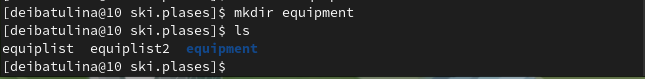 [deibatulina@10 ski.plases]$ mkdir equipment
[deibatulina@10 ski.plases]$ ls
equiplist equiplist2 equipment
[deibatulina@10 ski.plases]$